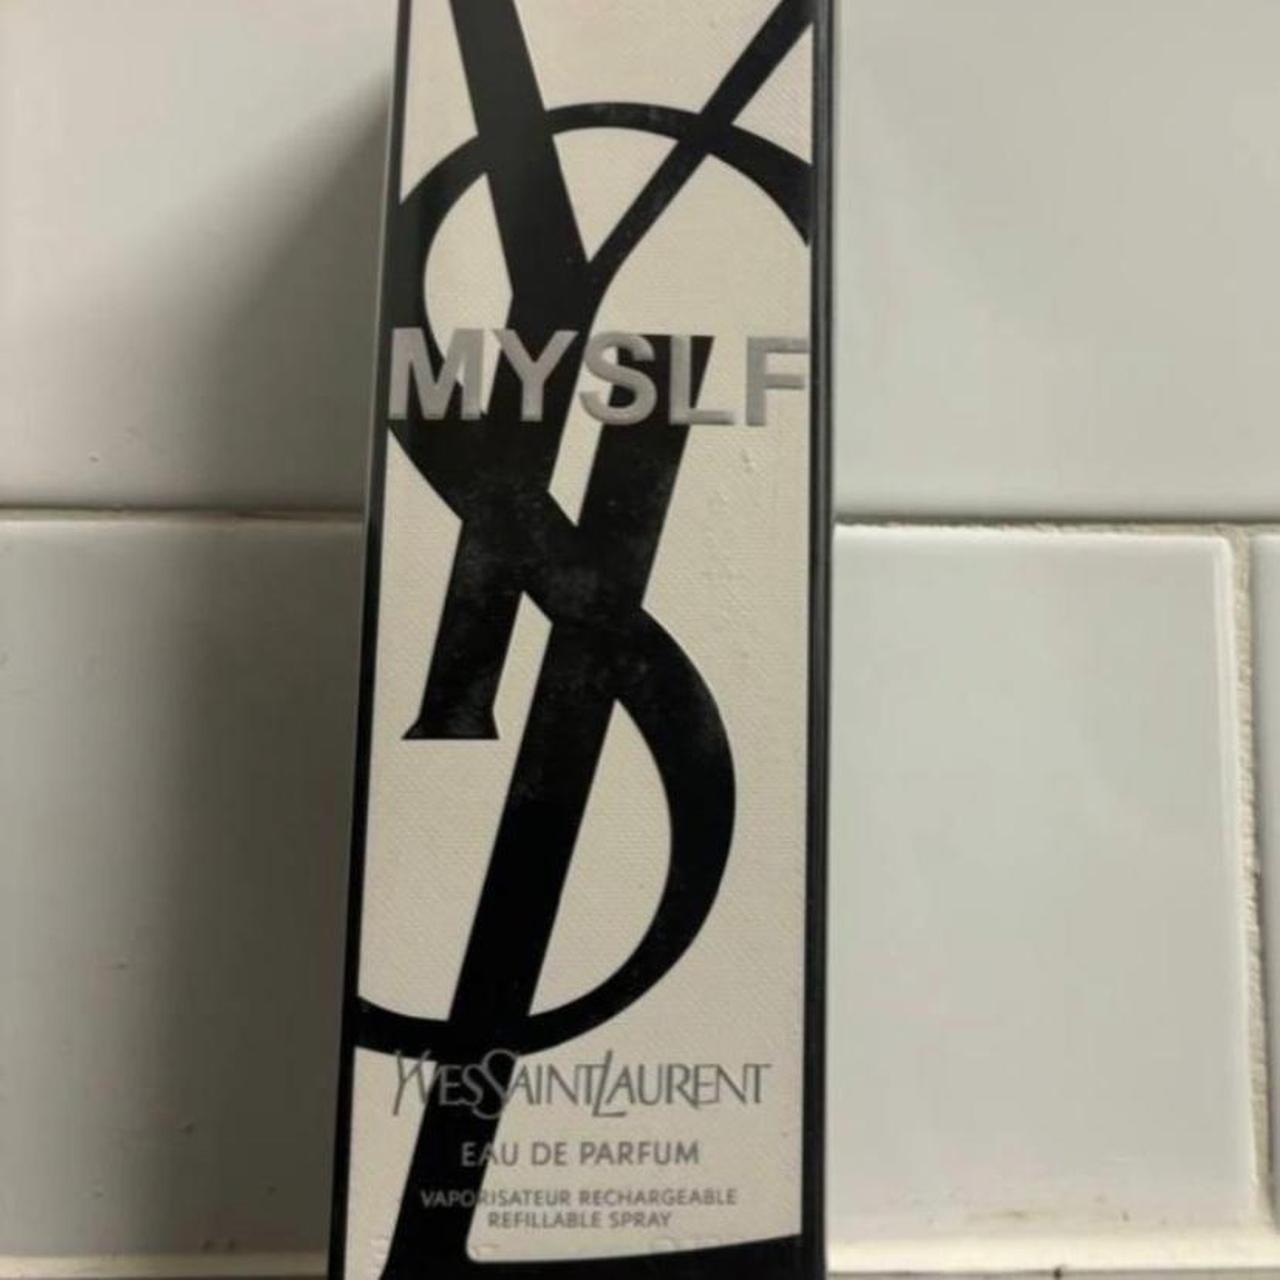 MYSLF
YVESSAINTLAURENT
EAU DE PARFUM
VAPORISATEUR RECHARGEABLE
REFILLABLE SPRAY